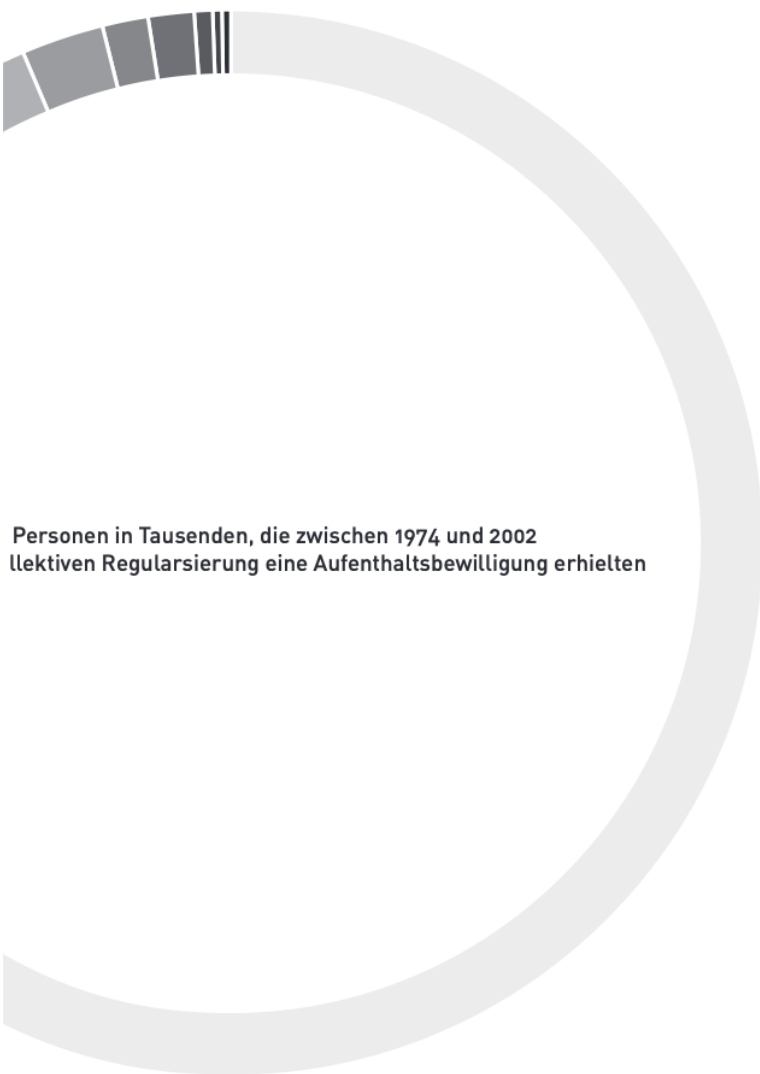 Personen in Tausenden, die zwischen 1974 und 2002
llektiven Regularsierung eine Aufenthaltsbewilligung erhielten